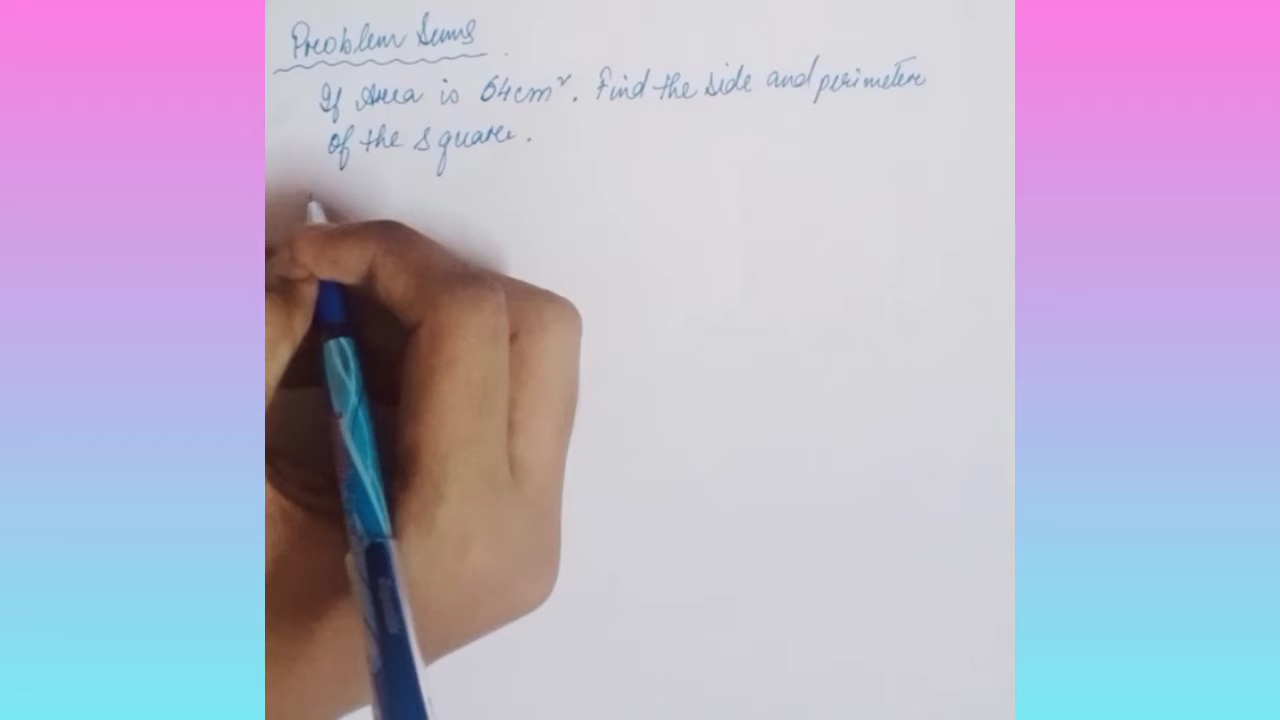 Problem Sums
If Area is 64cm². Find the side and perimeter
of the square.